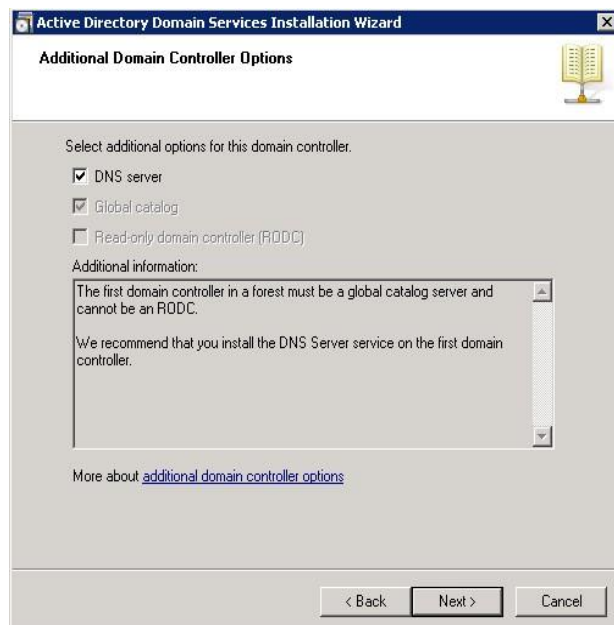 Active Directory Domain Services Installation Wizard
Additional Domain Controller Options
Select additional options for this domain controller.
DNS server
Global catalog
Read-only domain controller (RODC)
Additional information:
The first domain controller in a forest must be a global catalog server and
cannot be an RODC.
We recommend that you install the DNS Server service on the first domain
controller.
More about additional domain controller options
< Back Next > Cancel